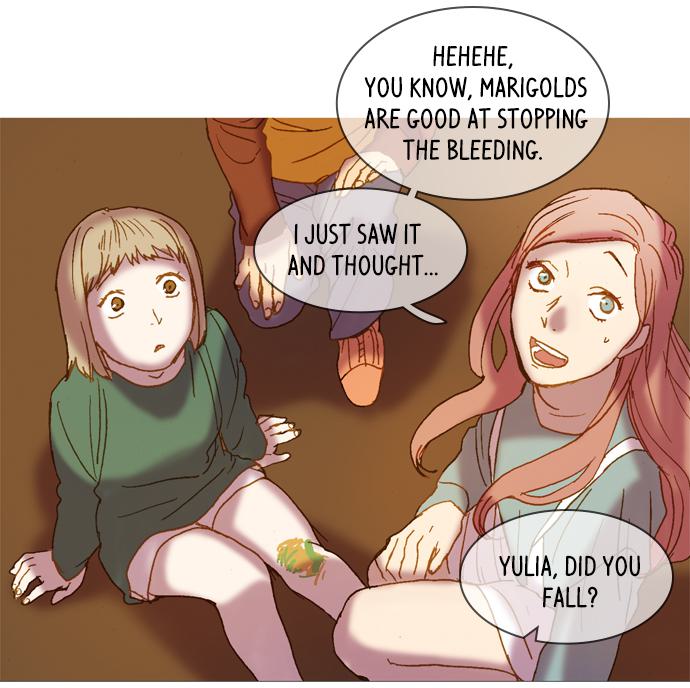 HEHEHE,
YOU KNOW, MARIGOLDS
ARE GOOD AT STOPPING
THE BLEEDING.
I JUST SAW IT
AND THOUGHT...
YULIA, DID YOU
FALL?